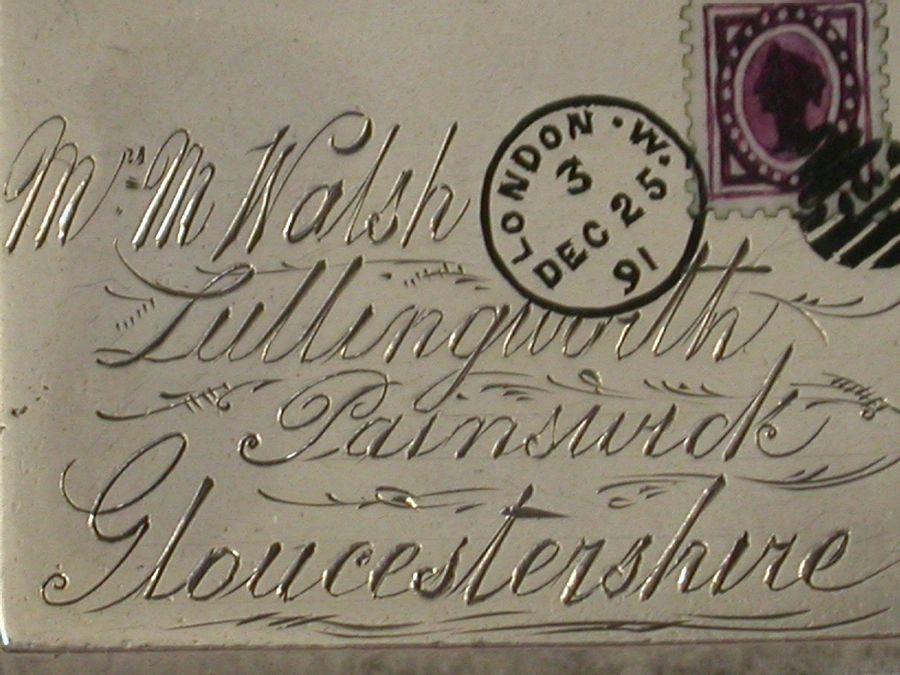 LONDON · W.
3
DEC 25
91
Mrs M Walsh
Lullingworth
Painswick
Gloucestershire